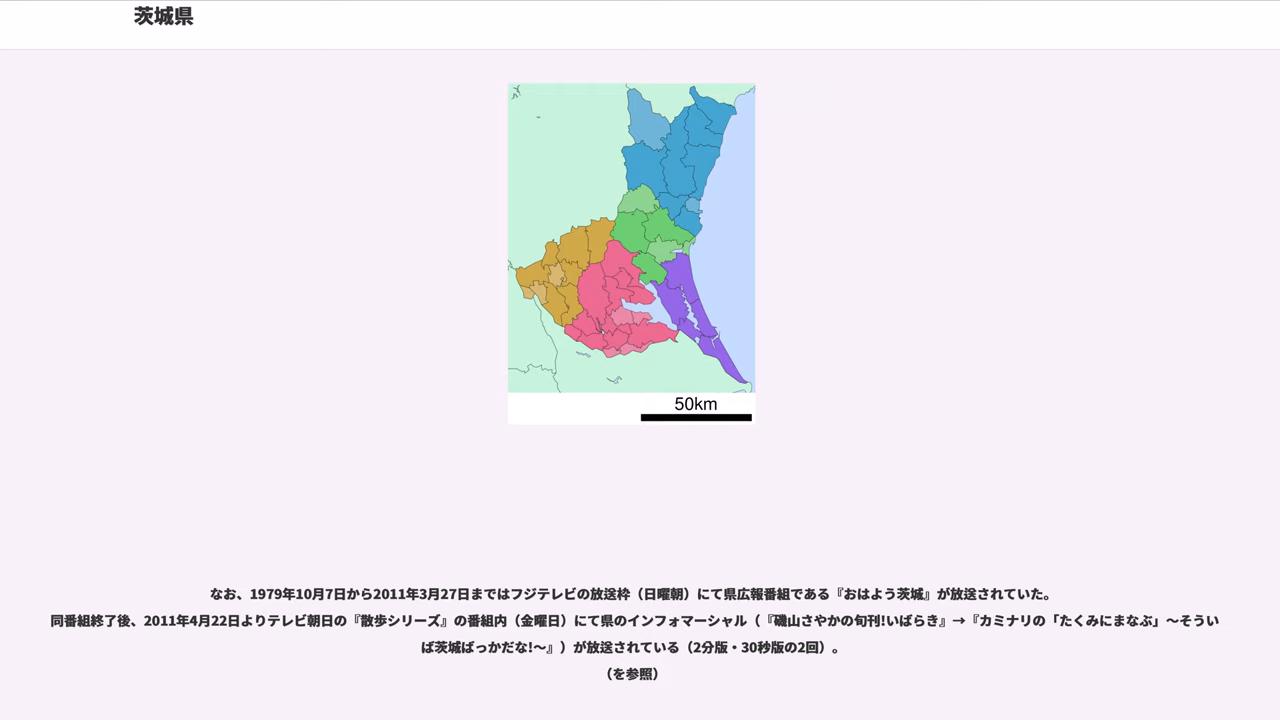 茨城県
50km
なお、1979年10月7日から2011年3月27日まではフジテレビの放送枠（日曜朝）にて県広報番組である『おはよう茨城』が放送されていた。
同番組終了後、2011年4月22日よりテレビ朝日の『散歩シリーズ』の番組内（金曜日）にて県のインフォマーシャル（『磯山さやかの旬刊!いばらき』→『カミナリの「たくみにまなぶ」〜そうい
ば茨城ばっかだな!〜』）が放送されている（2分版・30秒版の2回）。
（を参照）